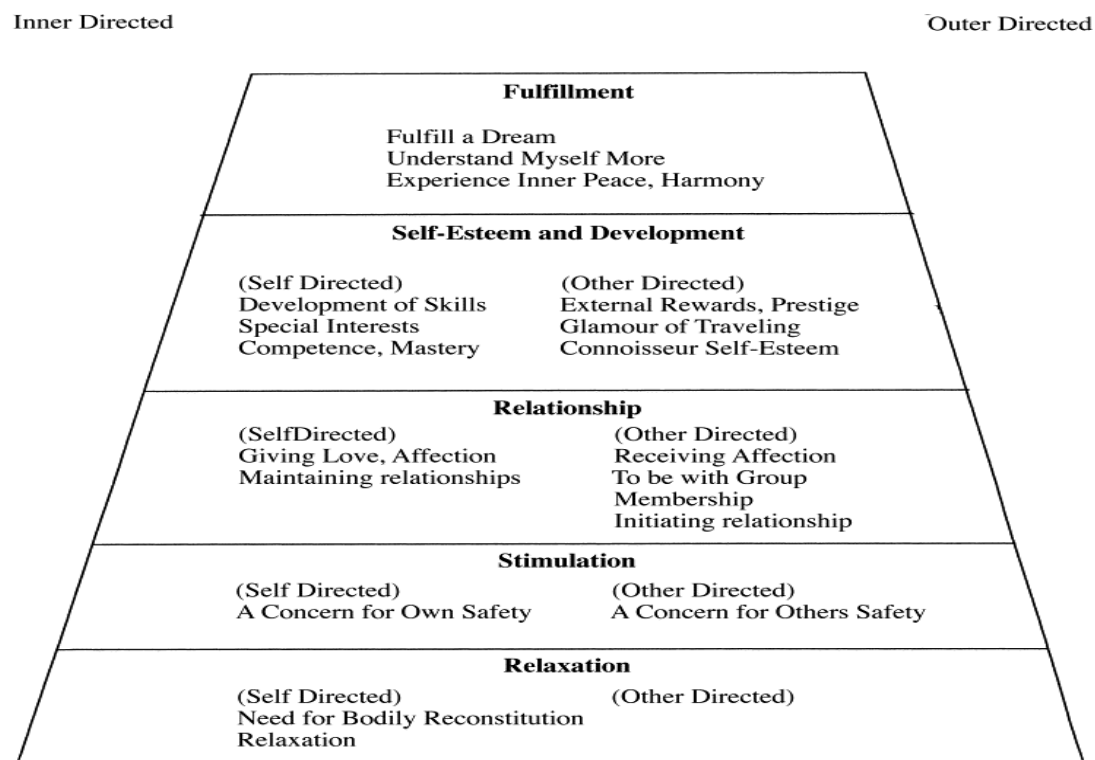 Inner Directed
Outer Directed
Fulfillment
Fulfill a Dream
Understand Myself More
Experience Inner Peace, Harmony
Self-Esteem and Development
(Self Directed)
Development of Skills
Special Interests
Competence, Mastery
(Other Directed)
External Rewards, Prestige
Glamour of Traveling
Connoisseur Self-Esteem
Relationship
(SelfDirected)
Giving Love, Affection
Maintaining relationships
(Other Directed)
Receiving Affection
To be with Group
Membership
Initiating relationship
Stimulation
(Self Directed)
A Concern for Own Safety
(Other Directed)
A Concern for Others Safety
Relaxation
(Self Directed)
Need for Bodily Reconstitution
Relaxation
(Other Directed)